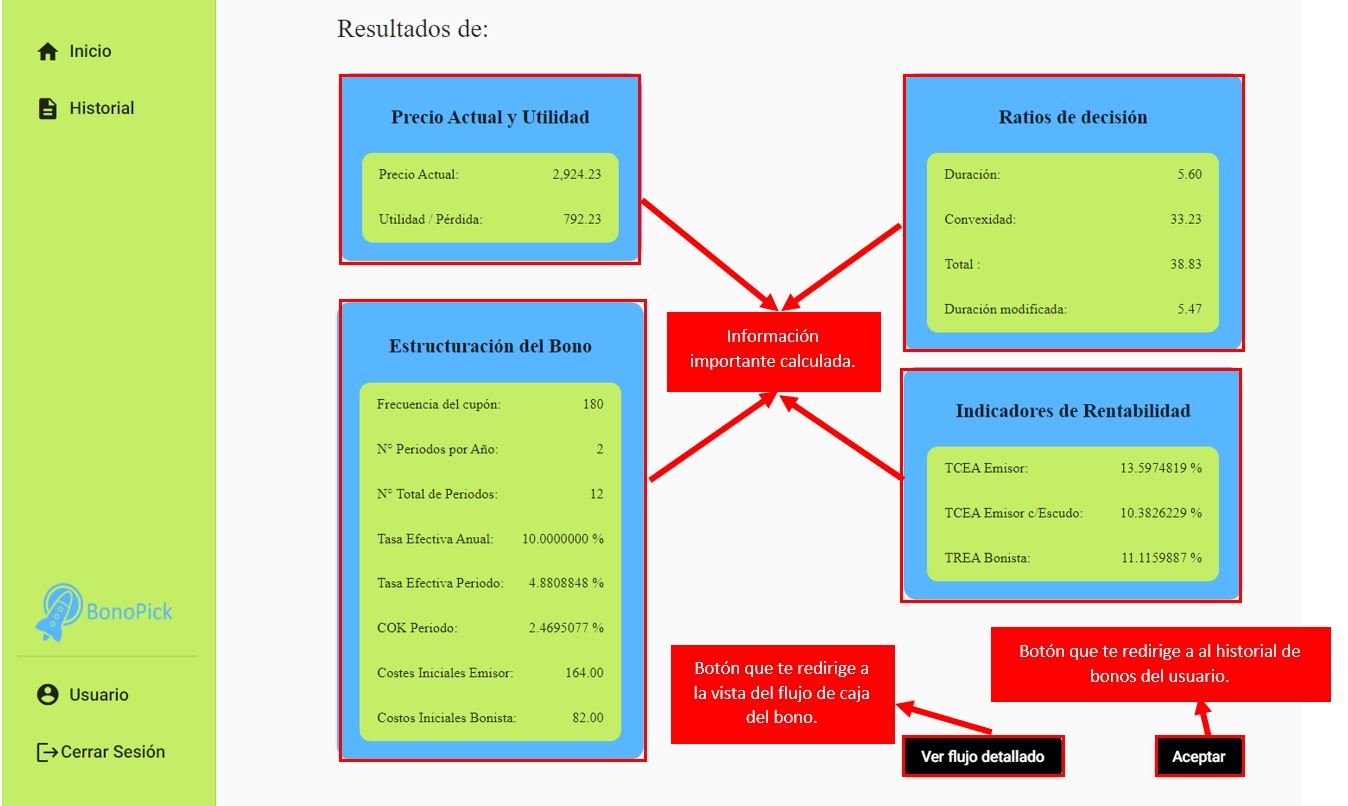 Inicio
Historial
BonoPick
Usuario
Cerrar Sesión
Resultados de:
Precio Actual y Utilidad
Precio Actual: 2,924.23
Utilidad / Pérdida: 792.23
Estructuración del Bono
Frecuencia del cupón: 180
N° Periodos por Año: 2
N° Total de Periodos: 12
Tasa Efectiva Anual: 10.0000000 %
Tasa Efectiva Periodo: 4.8808848 %
COK Periodo: 2.4695077 %
Costes Iniciales Emisor: 164.00
Costos Iniciales Bonista: 82.00
Información
importante calculada.
Ratios de decisión
Duración: 5.60
Convexidad: 33.23
Total : 38.83
Duración modificada: 5.47
Indicadores de Rentabilidad
TCEA Emisor: 13.5974819 %
TCEA Emisor c/Escudo: 10.3826229 %
TREA Bonista: 11.1159887 %
Botón que te redirige a
la vista del flujo de caja
del bono.
Botón que te redirige a al historial de
bonos del usuario.
Ver flujo detallado
Aceptar